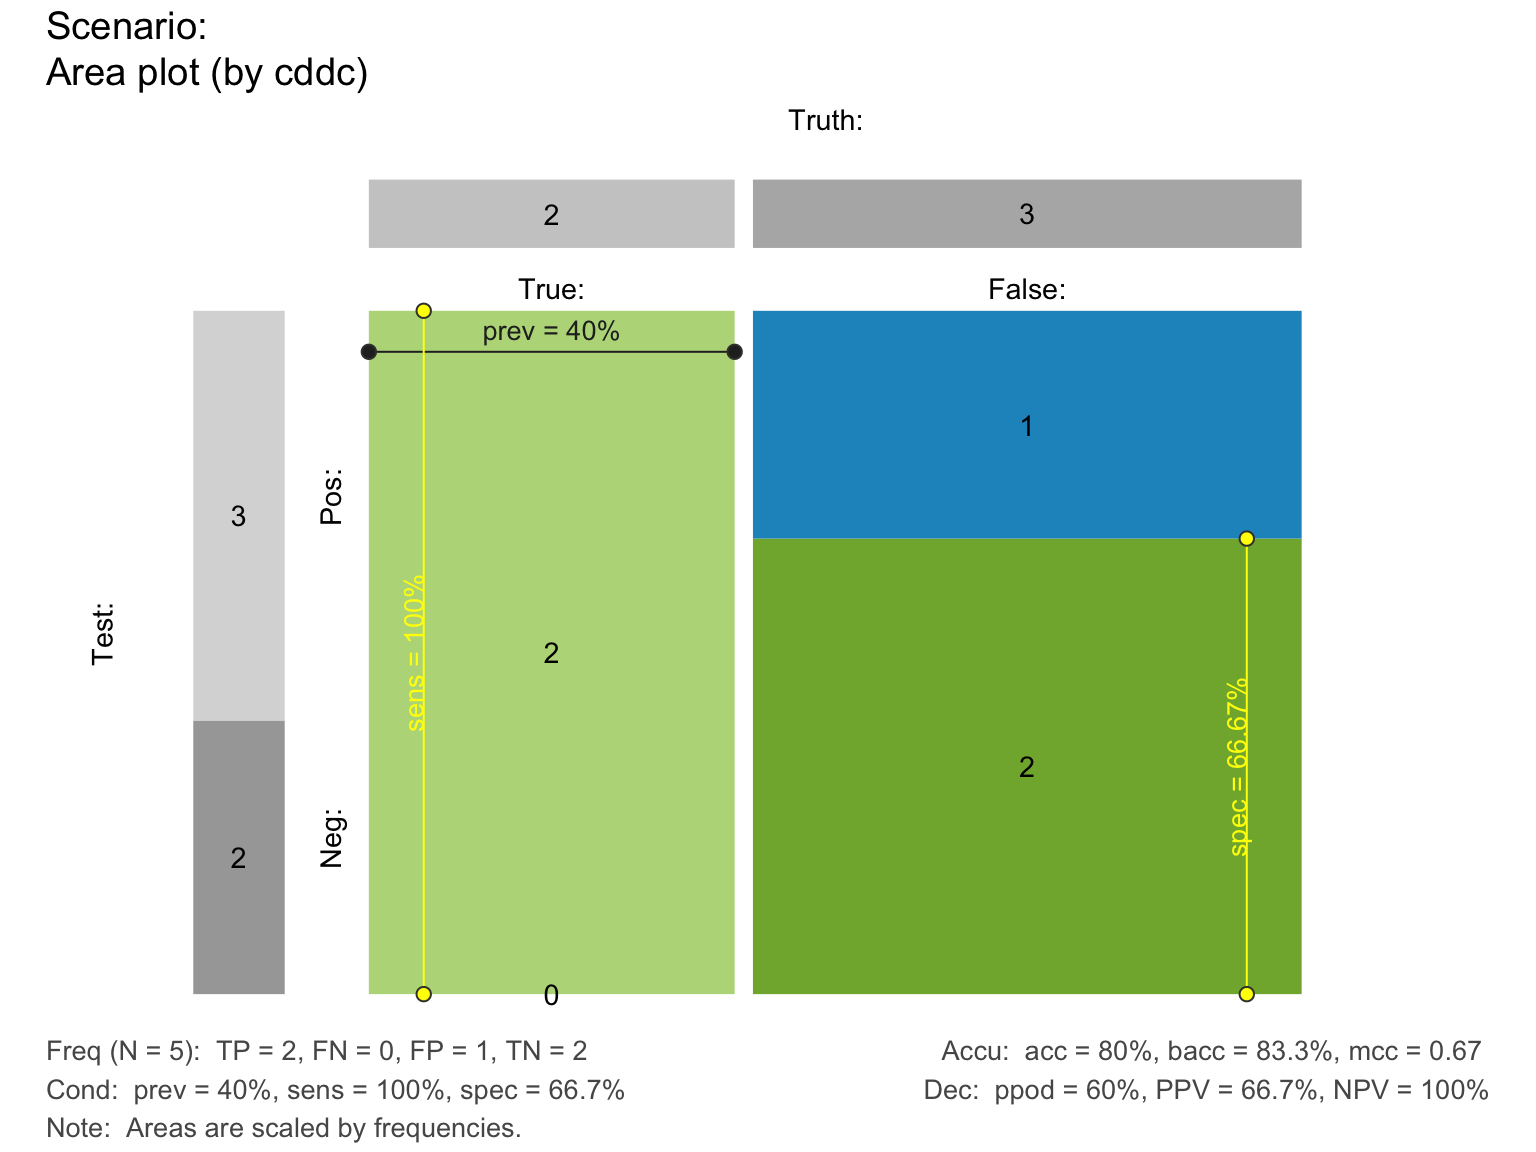 Scenario:
Area plot (by cddc)
Truth:
2
3
True:
False:
prev = 40%
1
Pos:
3
sens = 100%
Test:
2
spec = 66.67%
2
Neg:
2
0
Freq (N = 5):  TP = 2, FN = 0, FP = 1, TN = 2
Accu:  acc = 80%, bacc = 83.3%, mcc = 0.67
Cond:  prev = 40%, sens = 100%, spec = 66.7%
Dec:  ppod = 60%, PPV = 66.7%, NPV = 100%
Note:  Areas are scaled by frequencies.